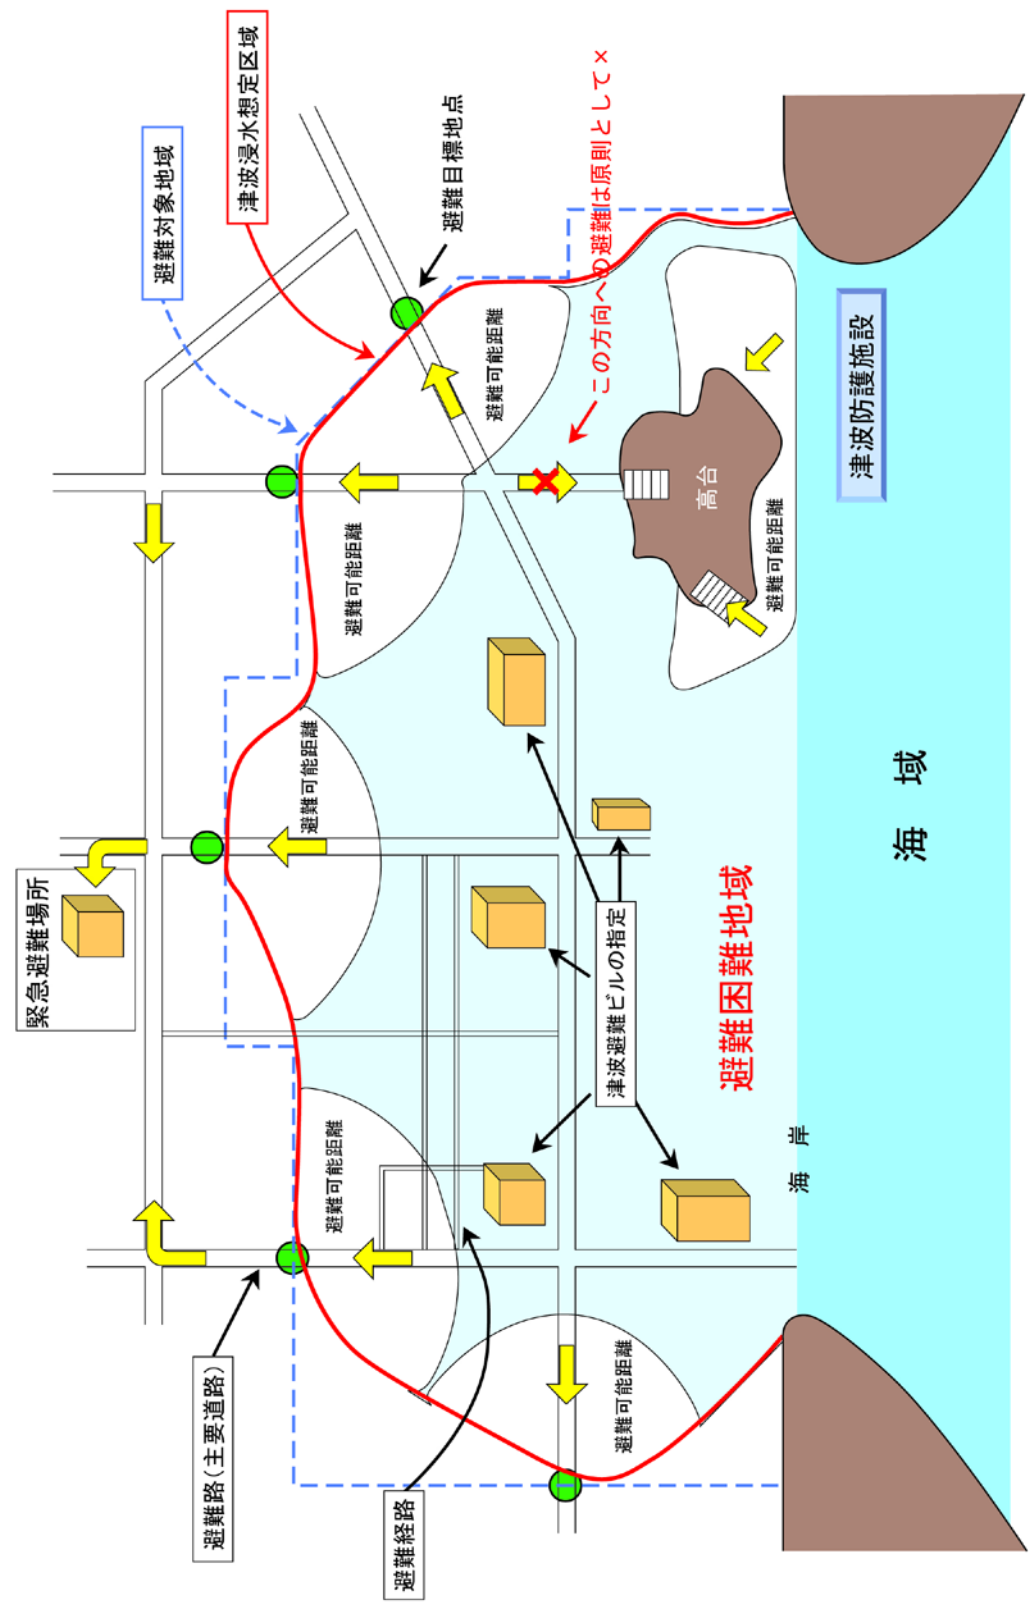 緊急避難場所
避難路(主要道路)
避難経路
避難対象地域
津波浸水想定区域
避難目標地点
この方向への避難は原則として×
避難可能距離
避難可能距離
避難可能距離
避難可能距離
避難可能距離
避難可能距離
高台
津波避難ビルの指定
避難困難地域
海 岸
津波防護施設
海 域